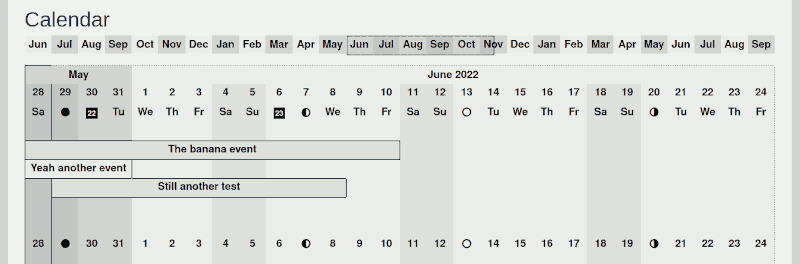 Calendar
Jun Jul Aug Sep Oct Nov Dec Jan Feb Mar Apr May Jun Jul Aug Sep Oct Nov Dec Jan Feb Mar Apr May Jun Jul Aug Sep
May June 2022
28 29 30 31 1 2 3 4 5 6 7 8 9 10 11 12 13 14 15 16 17 18 19 20 21 22 23 24
Sa 22 Tu We Th Fr Sa Su 23 We Th Fr Sa Su Tu We Th Fr Sa Su Tu We Th Fr
The banana event
Yeah another event
Still another test
28 30 31 1 2 3 4 5 6 8 9 10 11 12 14 15 16 17 18 19 21 22 23 24